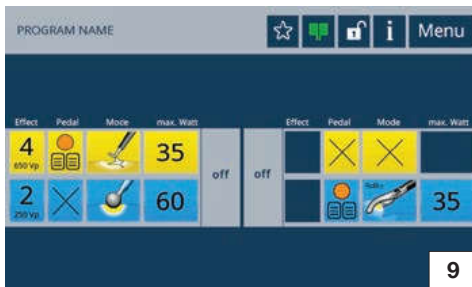 PROGRAM NAME
i
Menu
Effect Pedal Mode max. Watt
4
650 Vp
35
2
250 Vp
60
off
off
Effect Pedal Mode max. Watt
35
9